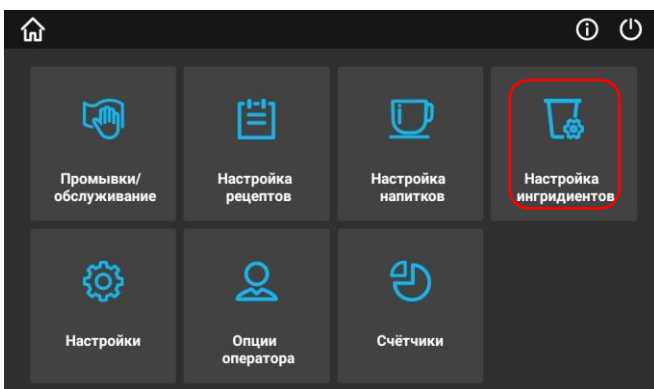 Промывки/
обслуживание
Настройка
рецептов
Настройка
напитков
Настройка
ингридиентов
Настройки
Опции
оператора
Счётчики